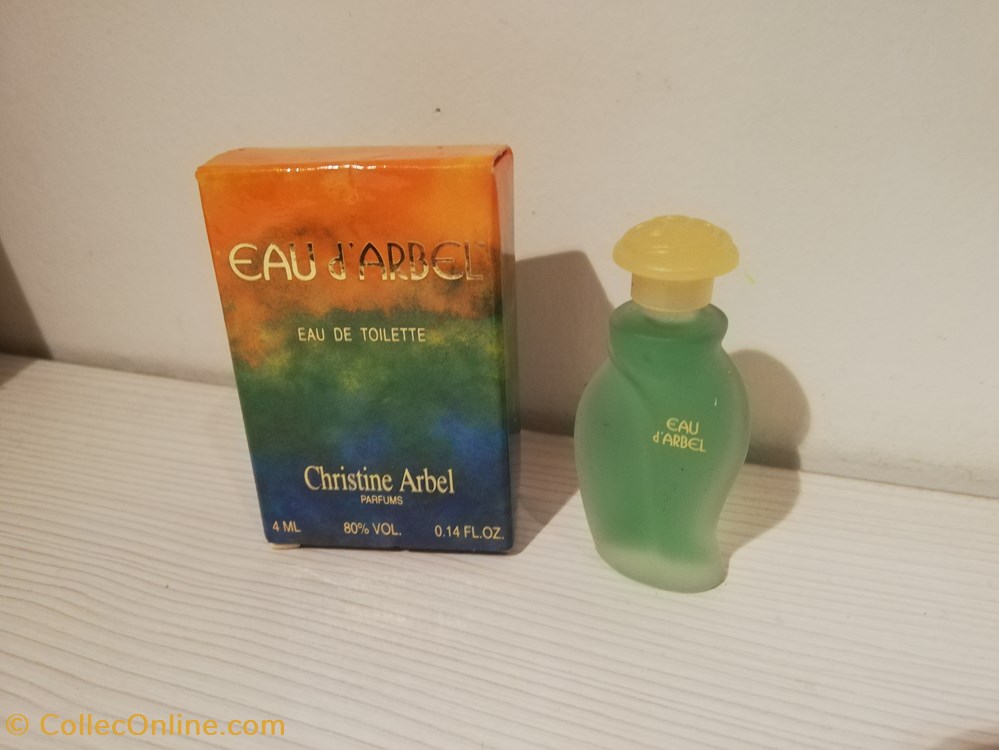 EAU d'ARBEL
EAU DE TOILETTE
Christine Arbel
PARFUMS
4 ML 80% VOL. 0.14 FL.OZ.
EAU
d'ARBEL
© CollecOnline.com